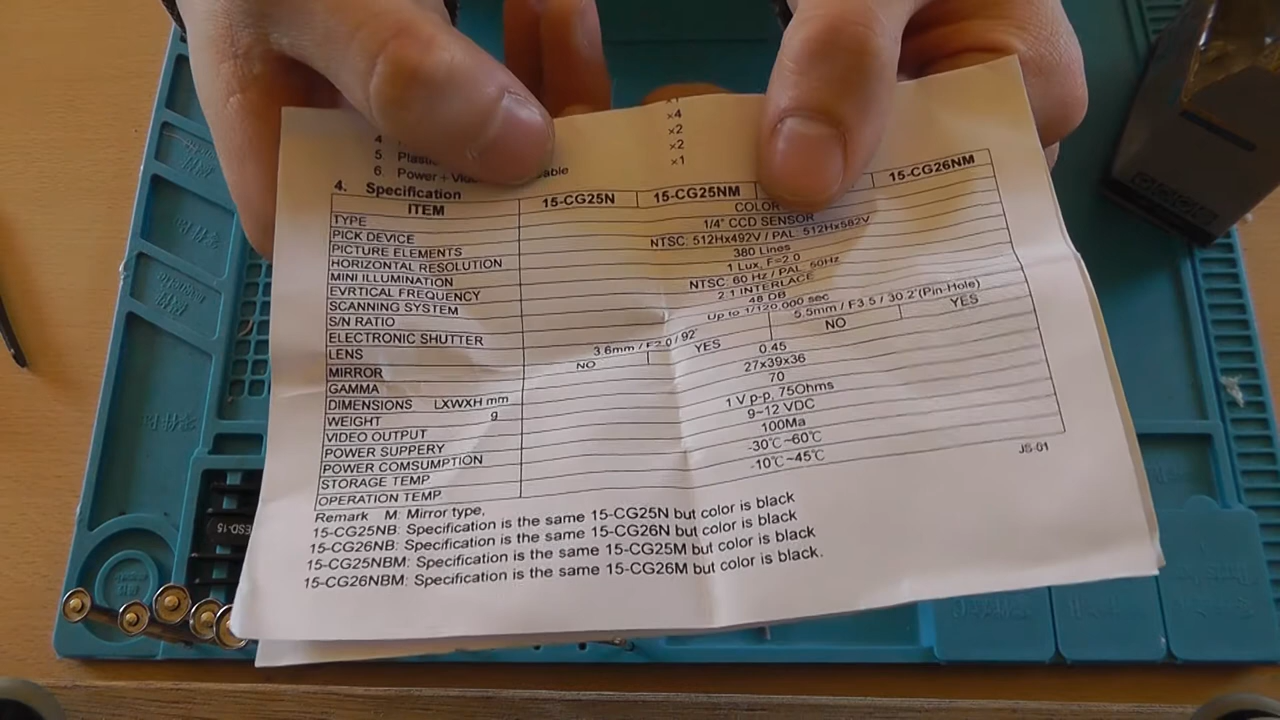 ×4
4
×2
5. ×2
6. Power + able ×1
4. Specification
ITEM 15-CG25N 15-CG25NM 15-CG26NM
TYPE COLOR
PICK DEVICE 1/4" CCD SENSOR
PICTURE ELEMENTS NTSC: 512Hx492V / PAL 512Hx582V
HORIZONTAL RESOLUTION 380 Lines
MINI ILLUMINATION 1 Lux, F=2.0
EVRTICAL FREQUENCY NTSC: 60 Hz / PAL 50Hz
SCANNING SYSTEM 2:1 INTERLACE
S/N RATIO 48 DB
ELECTRONIC SHUTTER Up to 1/120,000 sec
LENS 3.6mm / F2.0 / 92° 5.5mm / F3.5 / 30.2°(Pin-Hole)
MIRROR NO YES NO YES
GAMMA 0.45
DIMENSIONS LXWXH mm 27x39x36
WEIGHT g 70
VIDEO OUTPUT 1 V p-p, 75Ohms
POWER SUPPERY 9~12 VDC
POWER COMSUMPTION 100Ma
STORAGE TEMP -30℃~60℃
OPERATION TEMP. -10℃~45℃
JS-01
Remark M: Mirror type,
15-CG25NB: Specification is the same 15-CG25N but color is black
15-CG26NB: Specification is the same 15-CG26N but color is black
15-CG25NBM: Specification is the same 15-CG25M but color is black
15-CG26NBM: Specification is the same 15-CG26M but color is black.
ESD-15